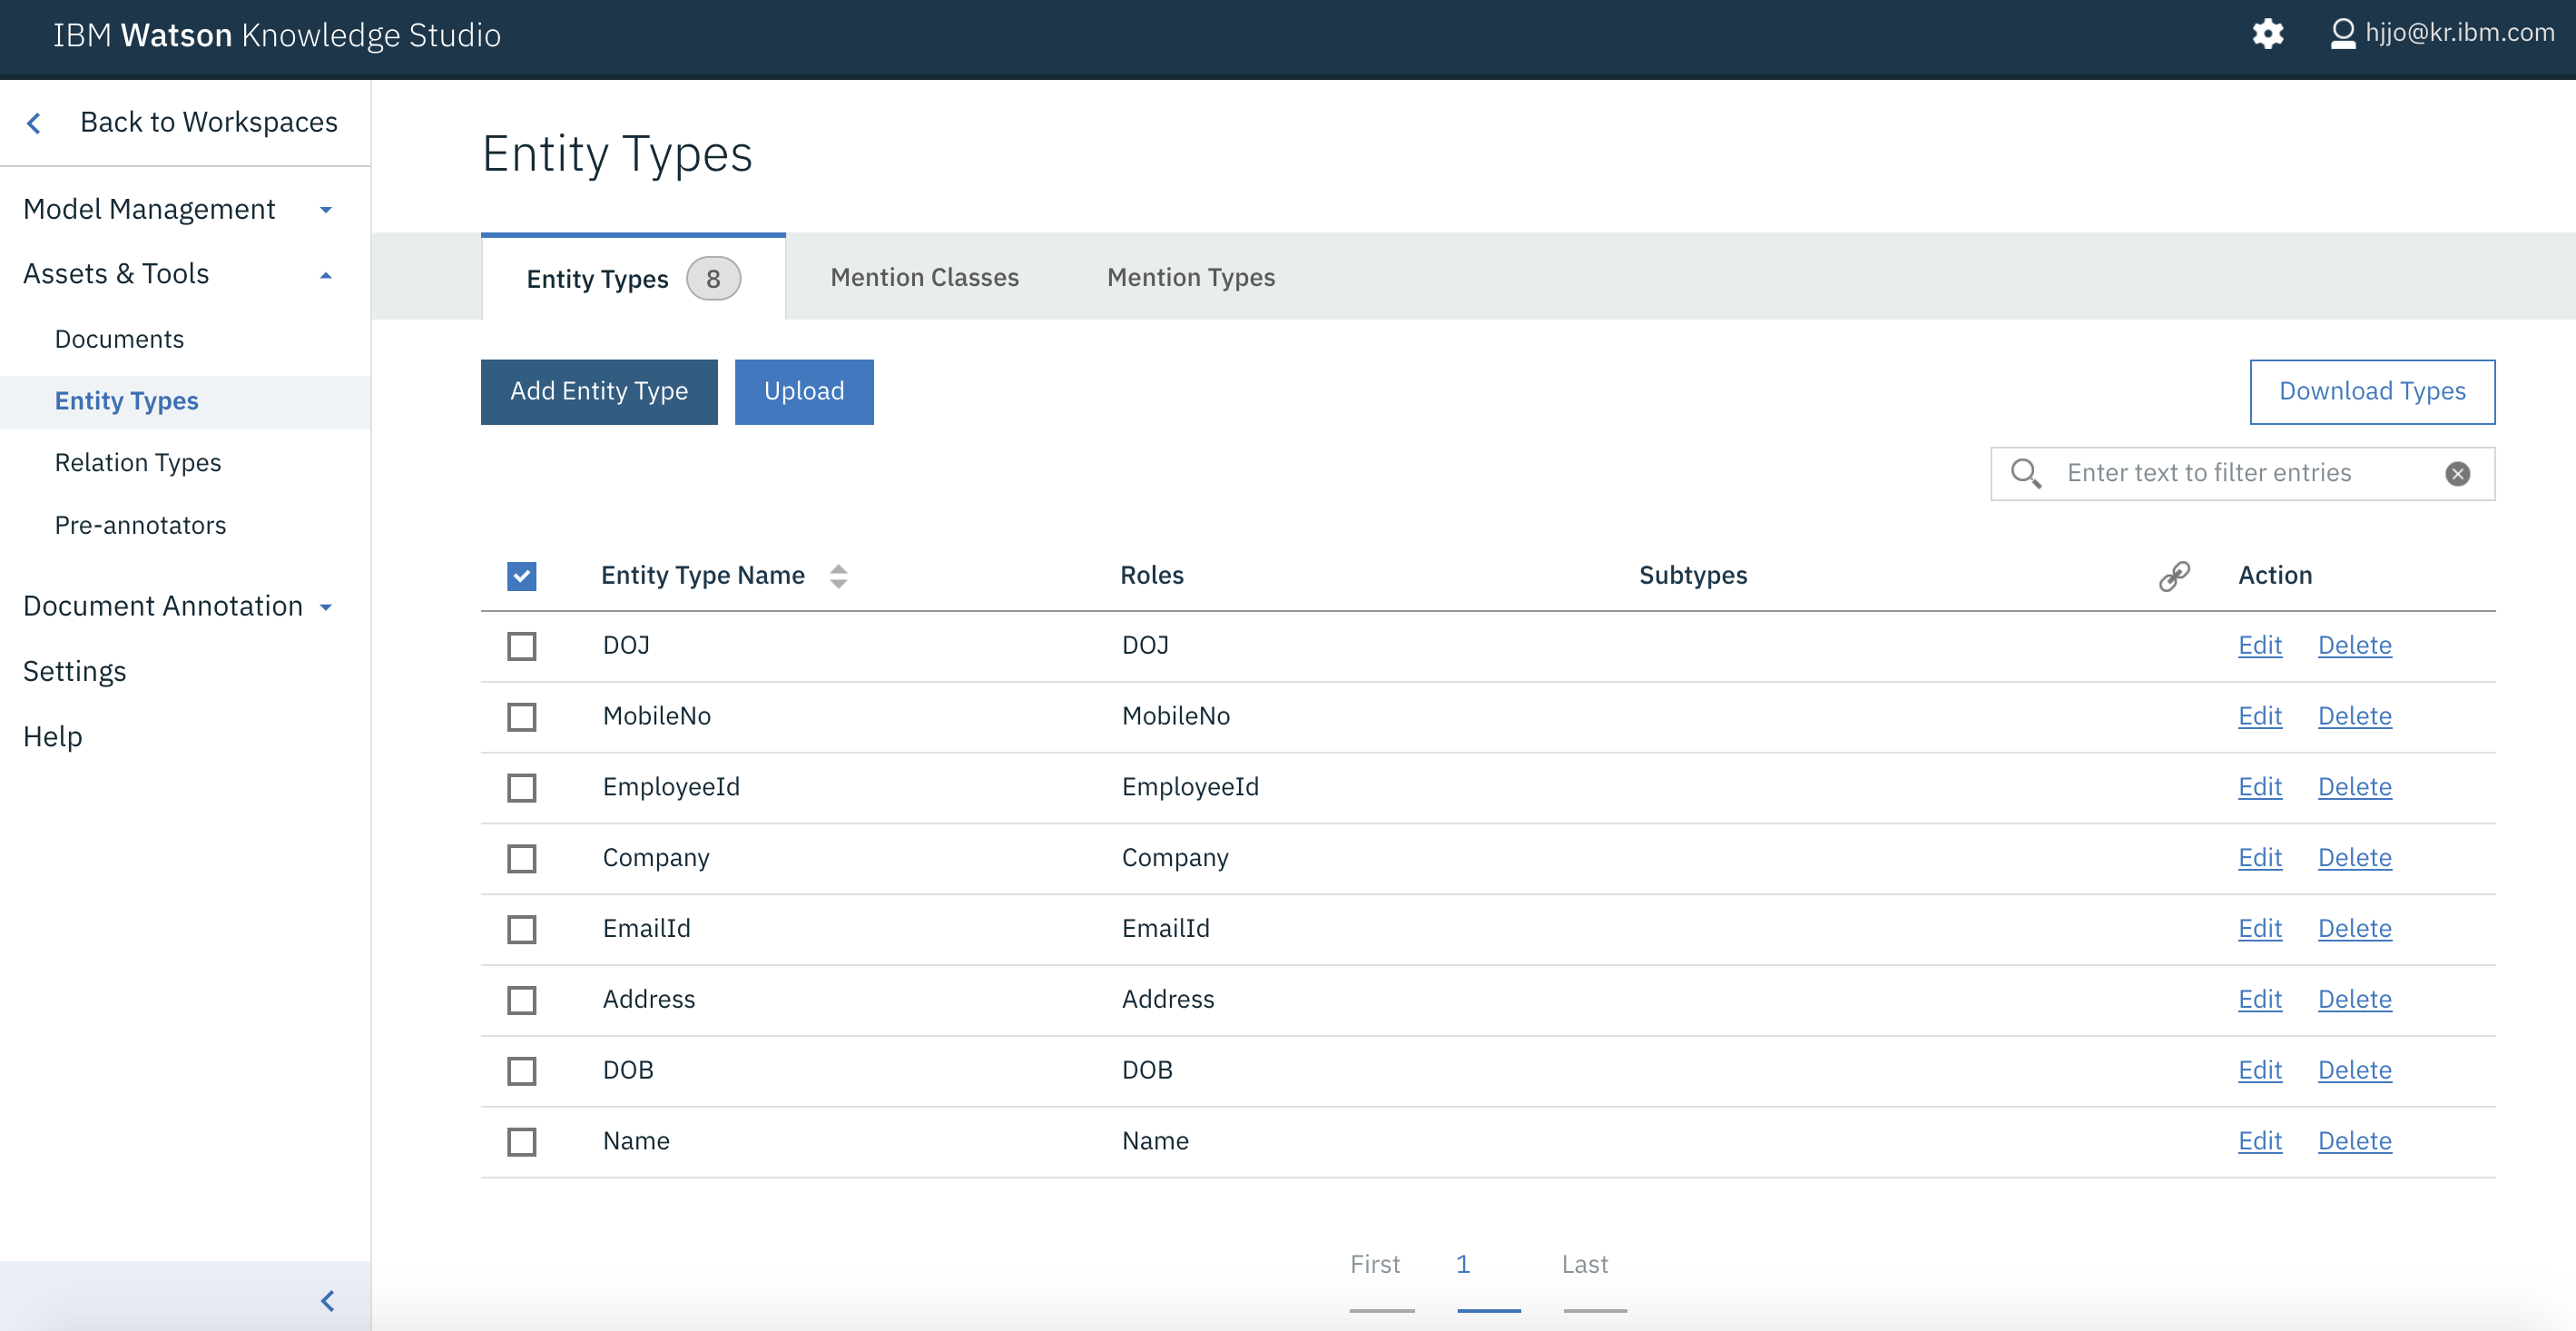 IBM Watson Knowledge Studio
hjjo@kr.ibm.com
Back to Workspaces
Model Management
Assets & Tools
Documents
Entity Types
Relation Types
Pre-annotators
Document Annotation
Settings
Help
Entity Types
Entity Types 8 Mention Classes Mention Types
Add Entity Type Upload Download Types
Enter text to filter entries
Entity Type Name Roles Subtypes Action
DOJ DOJ Edit Delete
MobileNo MobileNo Edit Delete
EmployeeId EmployeeId Edit Delete
Company Company Edit Delete
EmailId EmailId Edit Delete
Address Address Edit Delete
DOB DOB Edit Delete
Name Name Edit Delete
First 1 Last